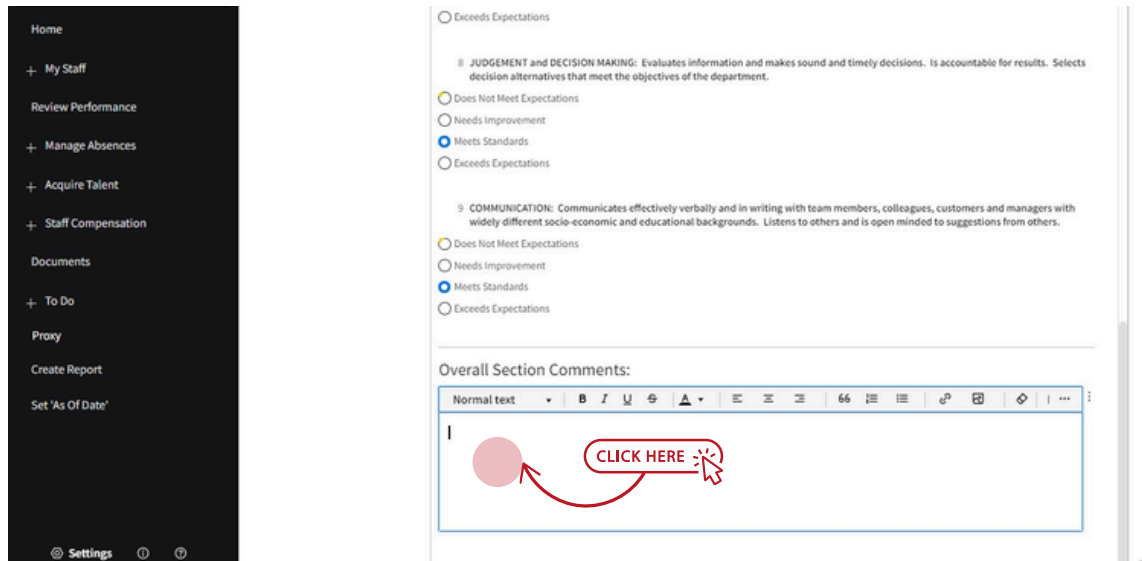 Home
+ My Staff
Review Performance
+ Manage Absences
+ Acquire Talent
+ Staff Compensation
Documents
+ To Do
Proxy
Create Report
Set 'As Of Date'
Settings
Exceeds Expectations
8 JUDGEMENT and DECISION MAKING: Evaluates information and makes sound and timely decisions. Is accountable for results. Selects
decision alternatives that meet the objectives of the department.
Does Not Meet Expectations
Needs Improvement
Meets Standards
Exceeds Expectations
9 COMMUNICATION: Communicates effectively verbally and in writing with team members, colleagues, customers and managers with
widely different socio-economic and educational backgrounds. Listens to others and is open minded to suggestions from others.
Does Not Meet Expectations
Needs Improvement
Meets Standards
Exceeds Expectations
Overall Section Comments:
Normal text B I U S A
CLICK HERE